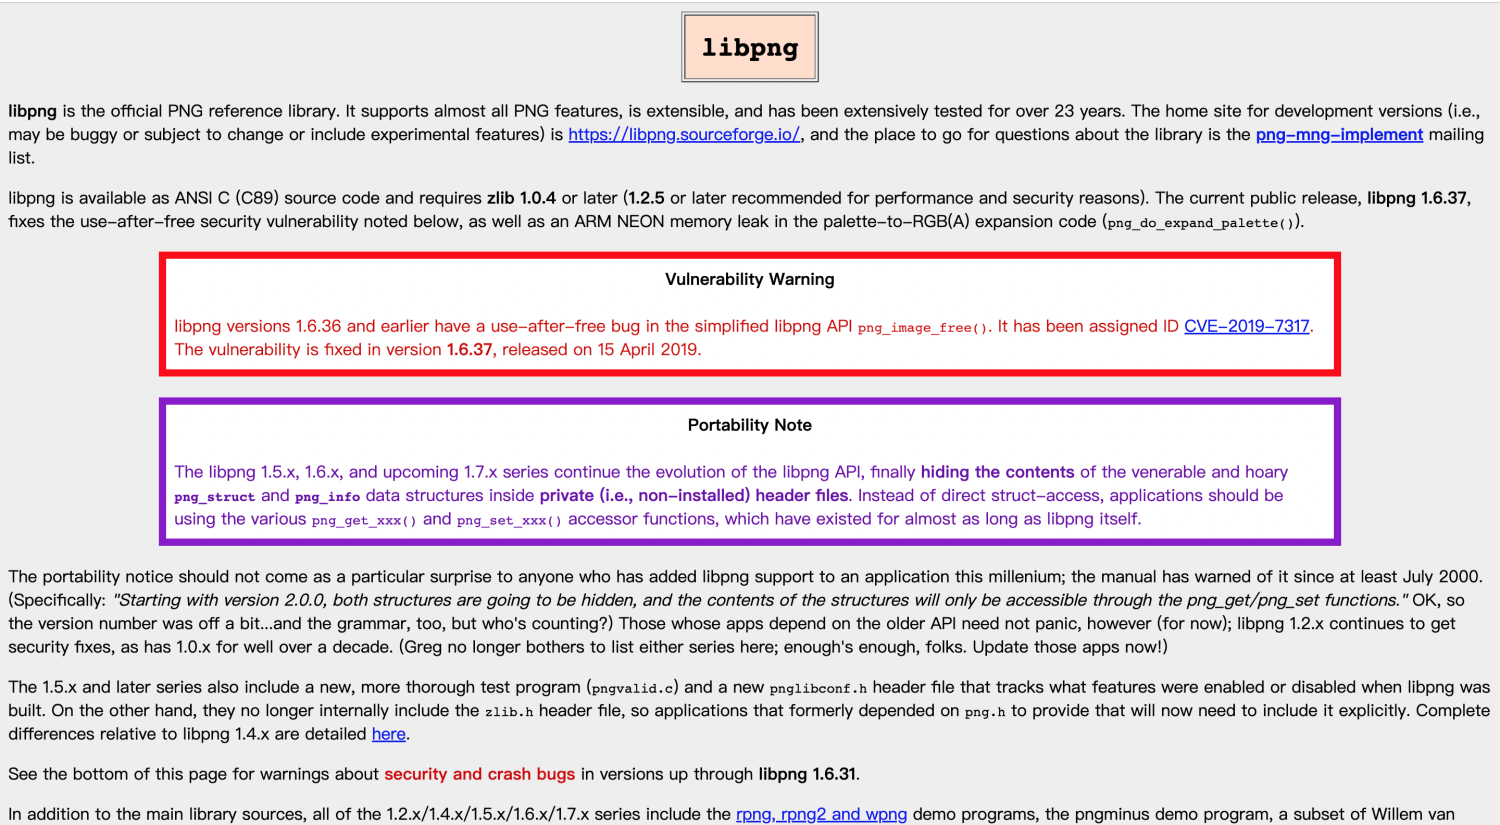 libpng
libpng is the official PNG reference library. It supports almost all PNG features, is extensible, and has been extensively tested for over 23 years. The home site for development versions (i.e.,
may be buggy or subject to change or include experimental features) is https://libpng.sourceforge.io/, and the place to go for questions about the library is the png-mng-implement mailing
list.
libpng is available as ANSI C (C89) source code and requires zlib 1.0.4 or later (1.2.5 or later recommended for performance and security reasons). The current public release, libpng 1.6.37,
fixes the use-after-free security vulnerability noted below, as well as an ARM NEON memory leak in the palette-to-RGB(A) expansion code (png_do_expand_palette()).
Vulnerability Warning
libpng versions 1.6.36 and earlier have a use-after-free bug in the simplified libpng API png_image_free(). It has been assigned ID CVE-2019-7317.
The vulnerability is fixed in version 1.6.37, released on 15 April 2019.
Portability Note
The libpng 1.5.x, 1.6.x, and upcoming 1.7.x series continue the evolution of the libpng API, finally hiding the contents of the venerable and hoary
png_struct and png_info data structures inside private (i.e., non-installed) header files. Instead of direct struct-access, applications should be
using the various png_get_xxx() and png_set_xxx() accessor functions, which have existed for almost as long as libpng itself.
The portability notice should not come as a particular surprise to anyone who has added libpng support to an application this millenium; the manual has warned of it since at least July 2000.
(Specifically: "Starting with version 2.0.0, both structures are going to be hidden, and the contents of the structures will only be accessible through the png_get/png_set functions." OK, so
the version number was off a bit...and the grammar, too, but who's counting?) Those whose apps depend on the older API need not panic, however (for now); libpng 1.2.x continues to get
security fixes, as has 1.0.x for well over a decade. (Greg no longer bothers to list either series here; enough's enough, folks. Update those apps now!)
The 1.5.x and later series also include a new, more thorough test program (pngvalid.c) and a new pnglibconf.h header file that tracks what features were enabled or disabled when libpng was
built. On the other hand, they no longer internally include the zlib.h header file, so applications that formerly depended on png.h to provide that will now need to include it explicitly. Complete
differences relative to libpng 1.4.x are detailed here.
See the bottom of this page for warnings about security and crash bugs in versions up through libpng 1.6.31.
In addition to the main library sources, all of the 1.2.x/1.4.x/1.5.x/1.6.x/1.7.x series include the rpng, rpng2 and wpng demo programs, the pngminus demo program, a subset of Willem van